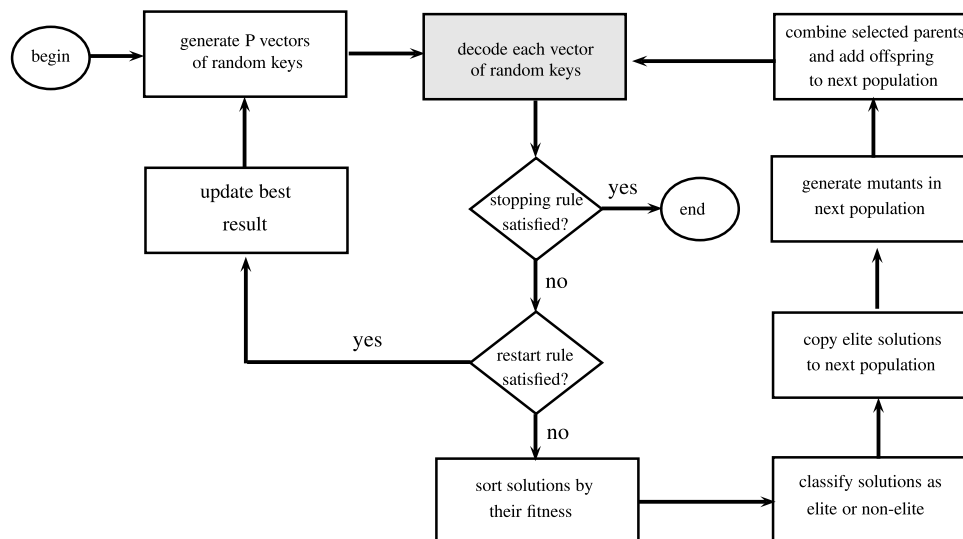 begin
generate P vectors
of random keys
decode each vector
of random keys
combine selected parents
and add offspring
to next population
update best
result
stopping rule
satisfied?
yes
end
generate mutants in
next population
no
yes
restart rule
satisfied?
copy elite solutions
to next population
no
sort solutions by
their fitness
classify solutions as
elite or non-elite